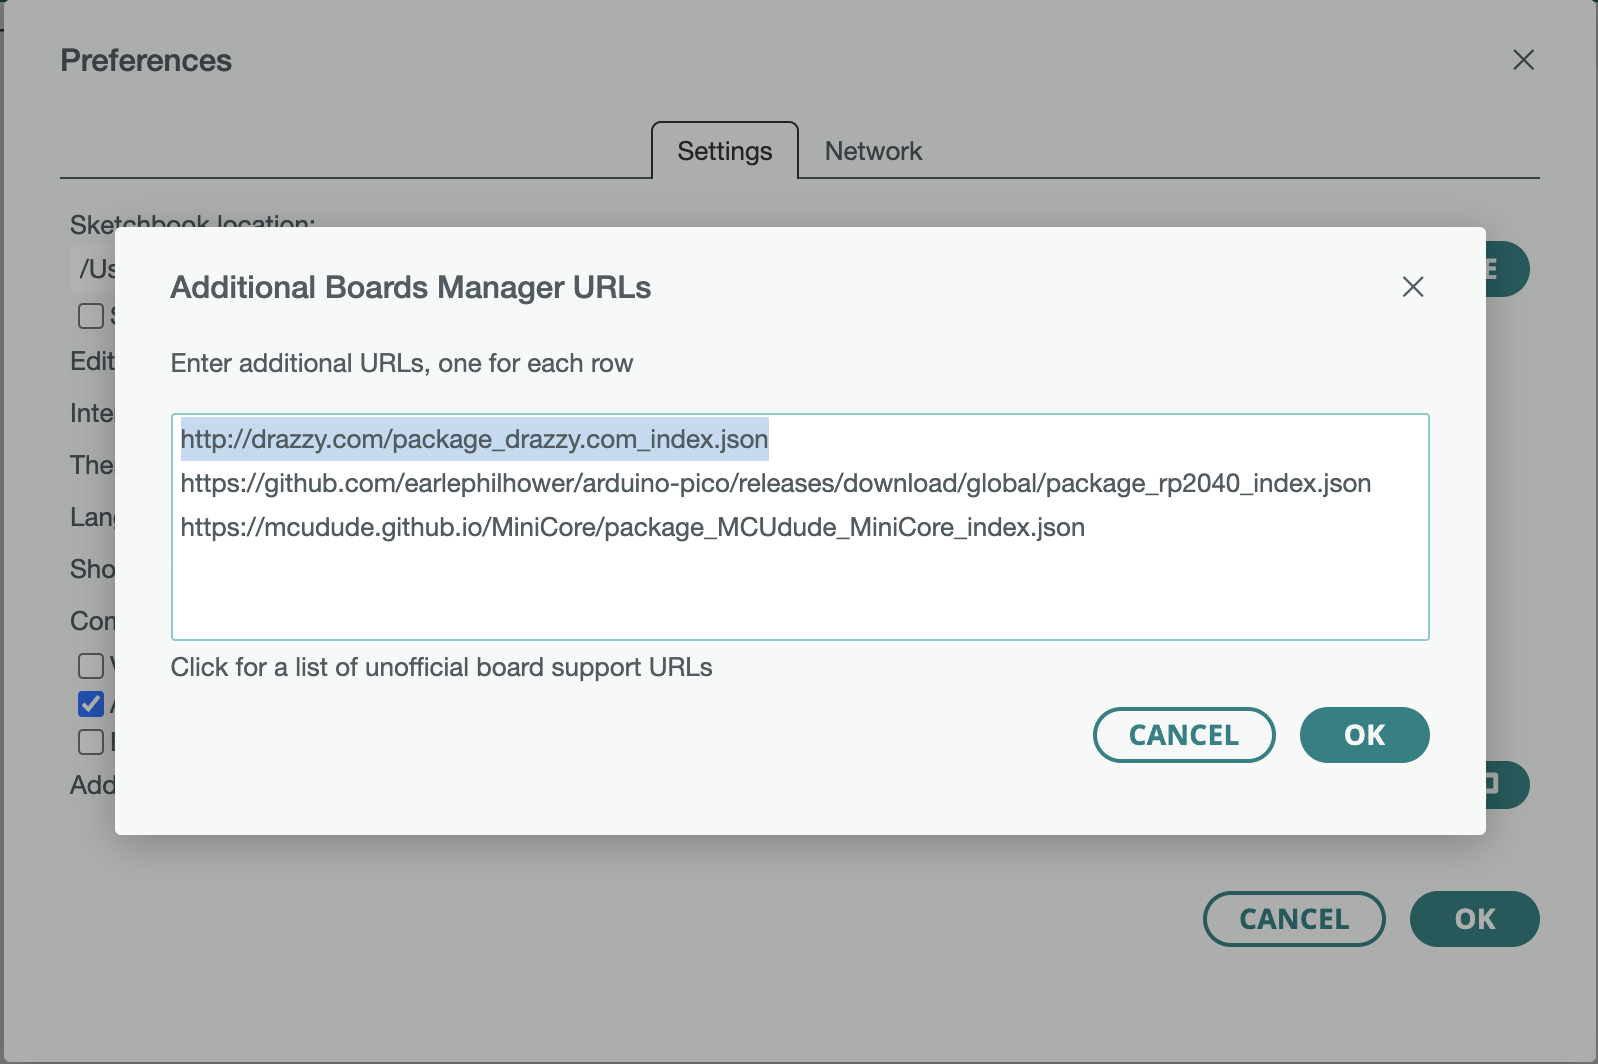 Preferences
Settings
Network
Sketchbook location:
/Us
Additional Boards Manager URLs
Enter additional URLs, one for each row
http://drazzy.com/package_drazzy.com_index.json
https://github.com/earlephilhower/arduino-pico/releases/download/global/package_rp2040_index.json
https://mcudude.github.io/MiniCore/package_MCUdude_MiniCore_index.json
Click for a list of unofficial board support URLs
CANCEL
OK
Edit
Inte
The
Lan
Sho
Con
Add
CANCEL
OK